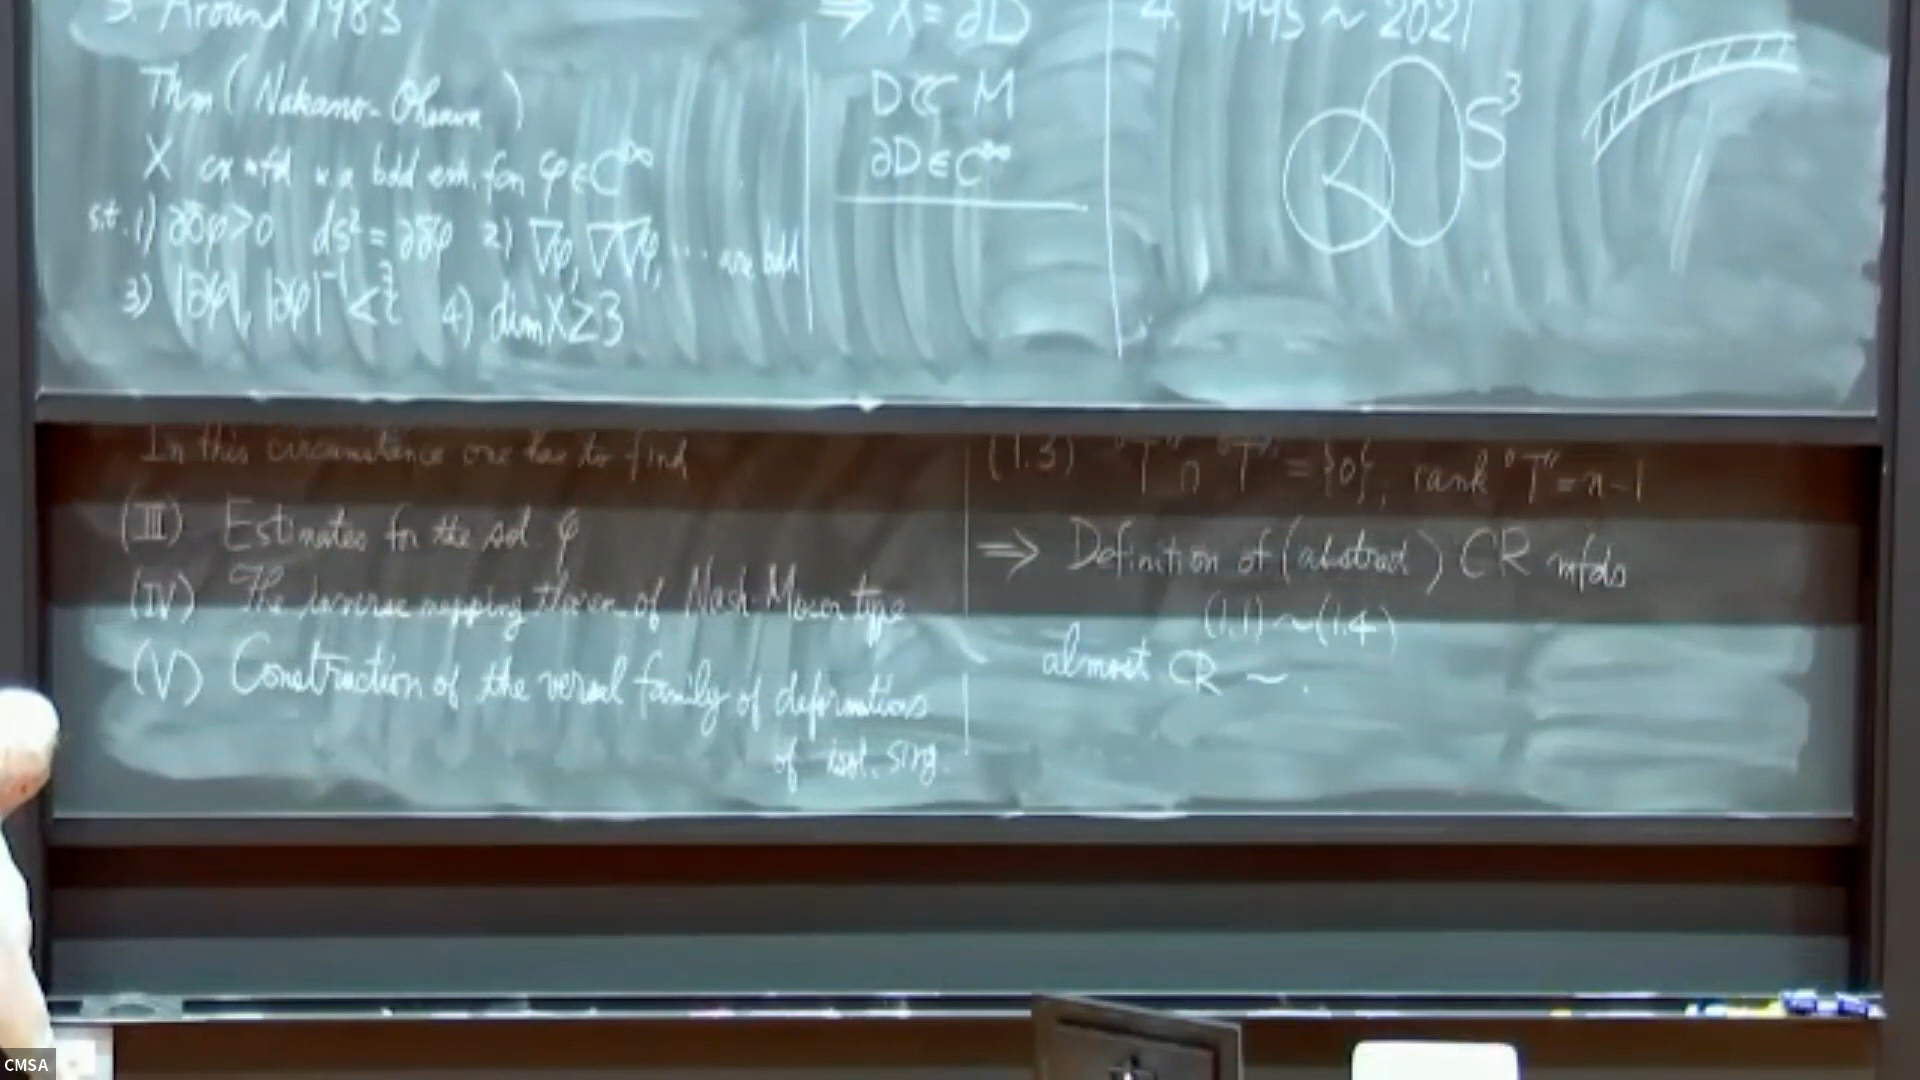 3. Around 1983
Thm (Nakano-Ohsawa)
X cx mfd w. a bdd exh. fcn φ∈C^∞
s.t. 1) ∂∂̄φ>0 ds² = ∂∂̄φ 2) ∇φ, ∇∇φ, ... are bdd
3) |∂φ|, |∂φ|⁻¹ < 4) dim X ≥ 3
⇒ X = ∂D
D ⊂⊂ M
∂D ∈ C^∞
4. 1995 ~ 2021
S³
In this circumstance one has to find
(III) Estimates for the sol. φ
(IV) The inverse mapping theorem of Nash-Moser type
(V) Construction of the versal family of deformations
of isol. sing.
(1.3) °T" ∩ °T" = {0}, rank °T" = n-1
⇒ Definition of (abstract) CR mfds
(1.1) ~ (1.4)
almost CR ~ .
CMSA